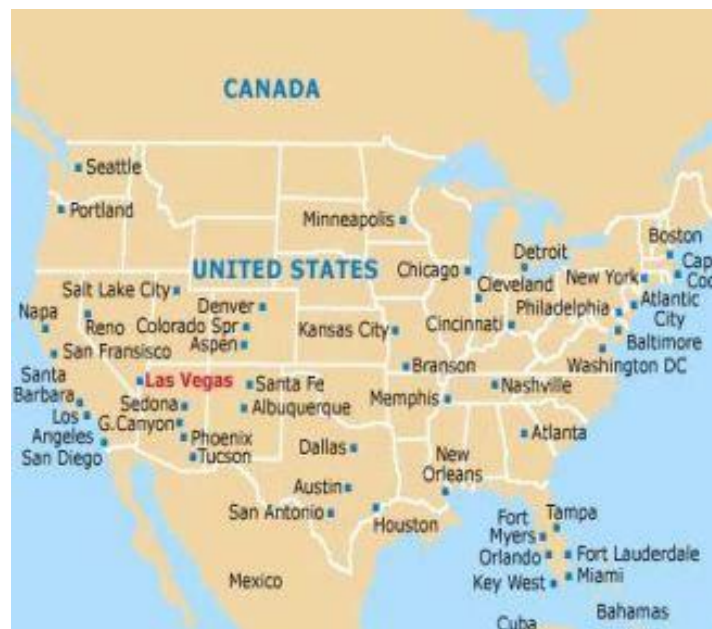 CANADA
Seattle
Portland
Minneapolis
Boston
Detroit
UNITED STATES
Chicago
Cap
Cod
Cleveland
New York
Salt Lake City
Denver
Philadelphia
Atlantic
City
Napa
Reno
Colorado Spr
Kansas City
Cincinnati
Aspen
Baltimore
San Fransisco
Branson
Washington DC
Santa
Barbara
Las Vegas
Santa Fe
Nashville
Memphis
Sedona
Albuquerque
Los
Angeles
G.Canyon
Phoenix
Atlanta
San Diego
Tucson
Dallas
New
Orleans
Austin
San Antonio
Houston
Fort
Myers
Tampa
Orlando
Fort Lauderdale
Key West
Miami
Mexico
Bahamas
Cuba